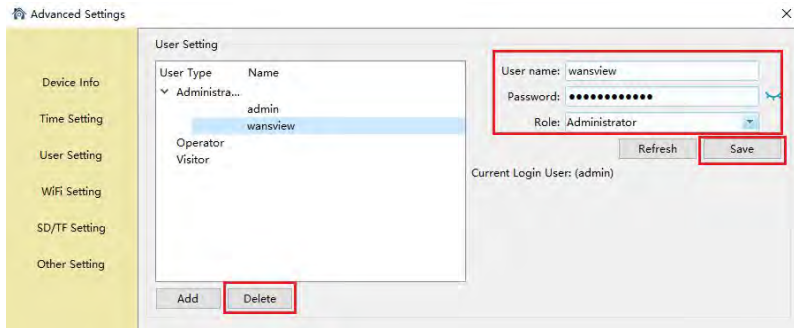 Advanced Settings
Device Info
Time Setting
User Setting
WiFi Setting
SD/TF Setting
Other Setting
User Setting
User Type Name
Administra...
admin
wansview
Operator
Visitor
Add Delete
User name: wansview
Password: ●●●●●●●●●●●●
Role: Administrator
Refresh Save
Current Login User: (admin)